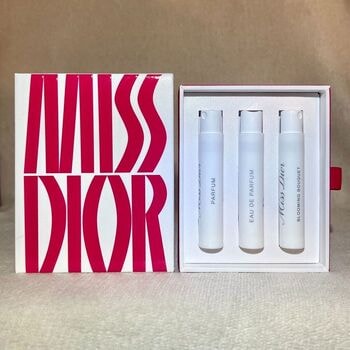 MISS
DIOR
Miss Dior
PARFUM
EAU DE PARFUM
Miss Dior
BLOOMING BOUQUET